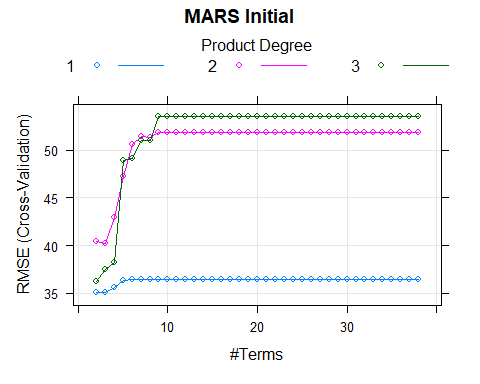 MARS Initial
Product Degree
1 2 3
RMSE (Cross-Validation)
50
45
40
35
10 20 30
#Terms